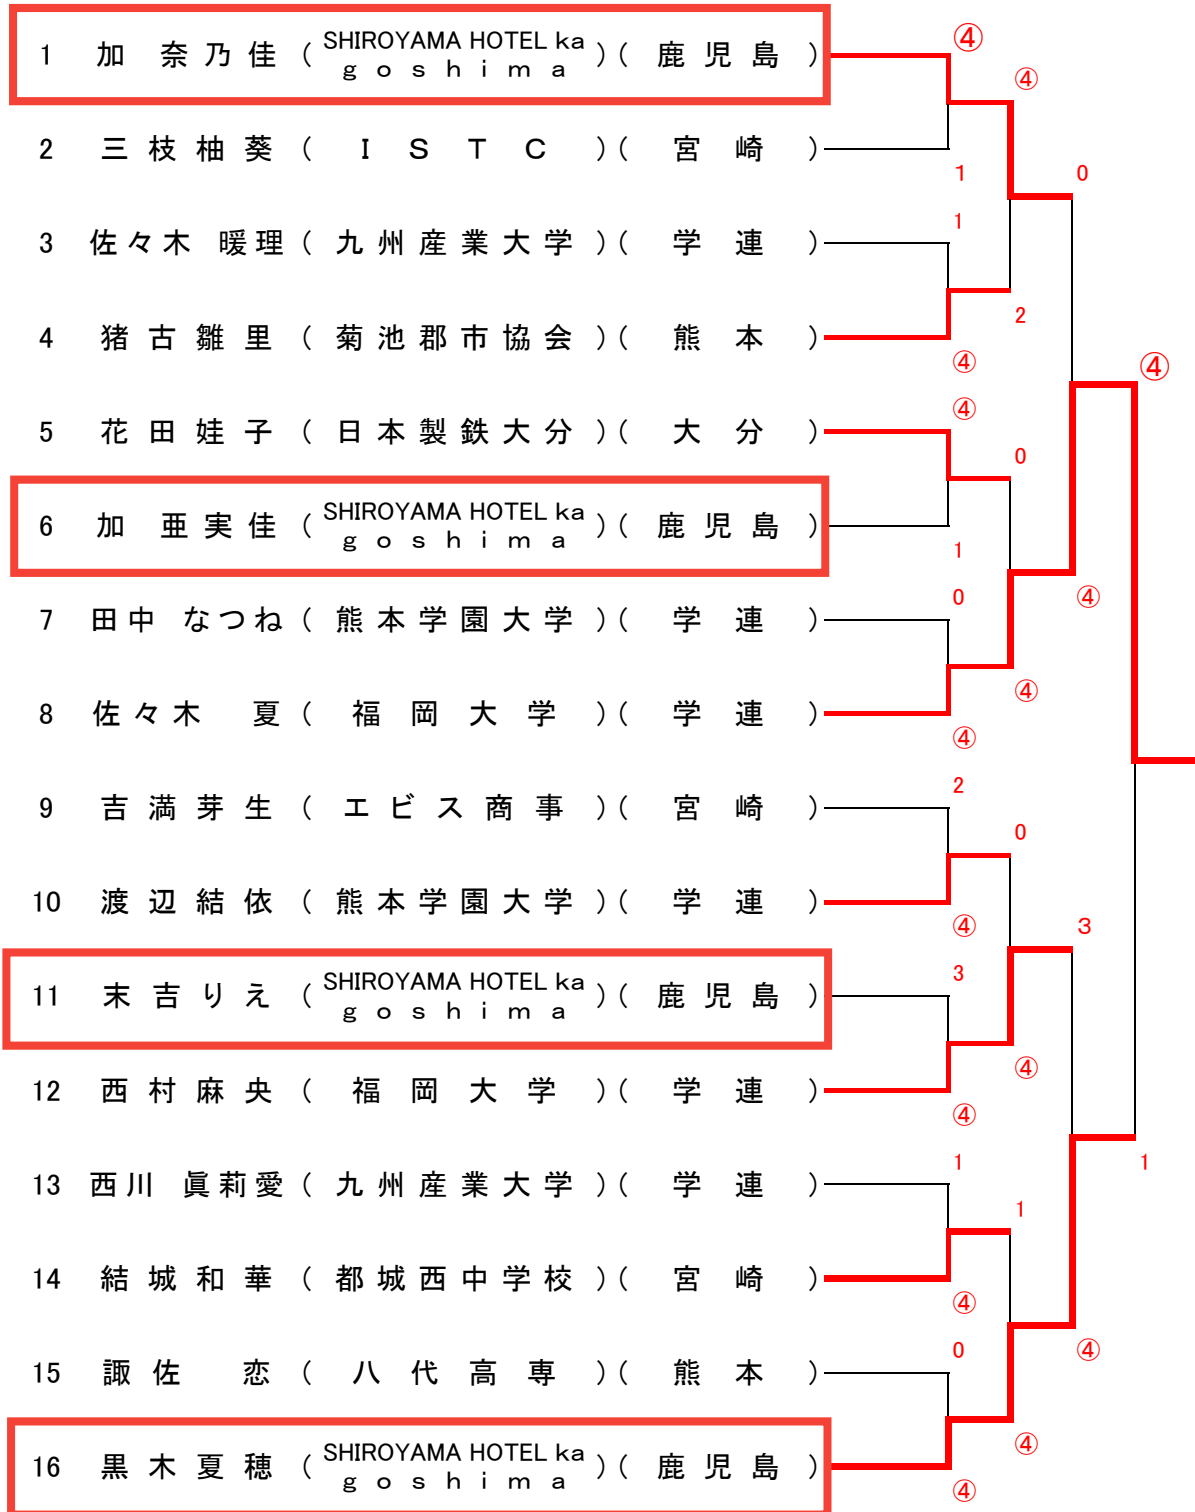 1 加 奈乃佳 ( SHIROYAMA HOTEL ka goshima ) ( 鹿児島 )
④
④
2 三枝柚葵 ( ISTC ) ( 宮崎 )
1
0
3 佐々木 暖理 ( 九州産業大学 ) ( 学連 )
1
2
4 猪古雛里 ( 菊池郡市協会 ) ( 熊本 )
④
④
④
5 花田娃子 ( 日本製鉄大分 ) ( 大分 )
0
6 加 亜実佳 ( SHIROYAMA HOTEL ka goshima ) ( 鹿児島 )
1
0
④
7 田中 なつね ( 熊本学園大学 ) ( 学連 )
④
8 佐々木 夏 ( 福岡大学 ) ( 学連 )
④
2
9 吉満芽生 ( エビス商事 ) ( 宮崎 )
0
10 渡辺結依 ( 熊本学園大学 ) ( 学連 )
④
3
3
11 末吉りえ ( SHIROYAMA HOTEL ka goshima ) ( 鹿児島 )
④
12 西村麻央 ( 福岡大学 ) ( 学連 )
④
1
1
13 西川 眞莉愛 ( 九州産業大学 ) ( 学連 )
1
14 結城和華 ( 都城西中学校 ) ( 宮崎 )
④
0
④
15 諏佐 恋 ( 八代高専 ) ( 熊本 )
④
16 黒木夏穂 ( SHIROYAMA HOTEL ka goshima ) ( 鹿児島 )
④